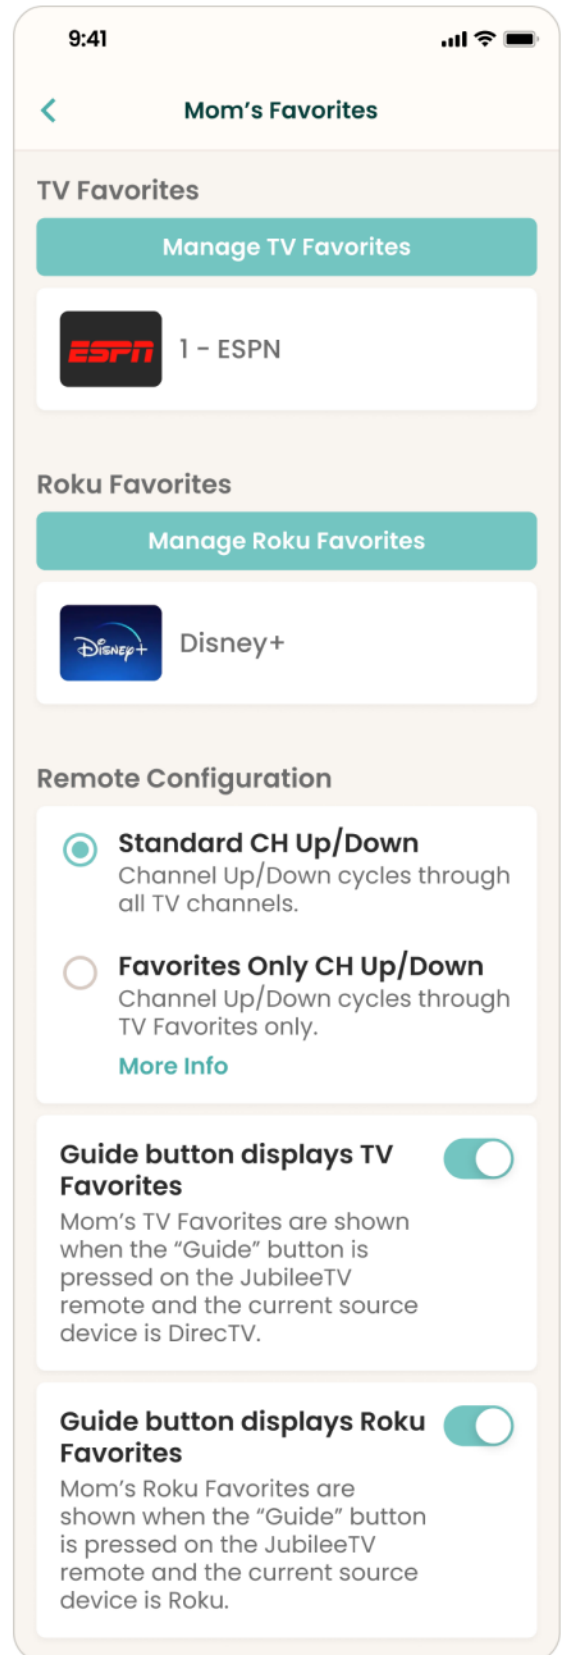 9:41
Mom's Favorites
TV Favorites
Manage TV Favorites
ESPN
1 - ESPN
Roku Favorites
Manage Roku Favorites
Disney+
Disney+
Remote Configuration
Standard CH Up/Down
Channel Up/Down cycles through
all TV channels.
Favorites Only CH Up/Down
Channel Up/Down cycles through
TV Favorites only.
More Info
Guide button displays TV
Favorites
Mom's TV Favorites are shown
when the “Guide” button is
pressed on the JubileeTV
remote and the current source
device is DirecTV.
Guide button displays Roku
Favorites
Mom's Roku Favorites are
shown when the “Guide” button
is pressed on the JubileeTV
remote and the current source
device is Roku.